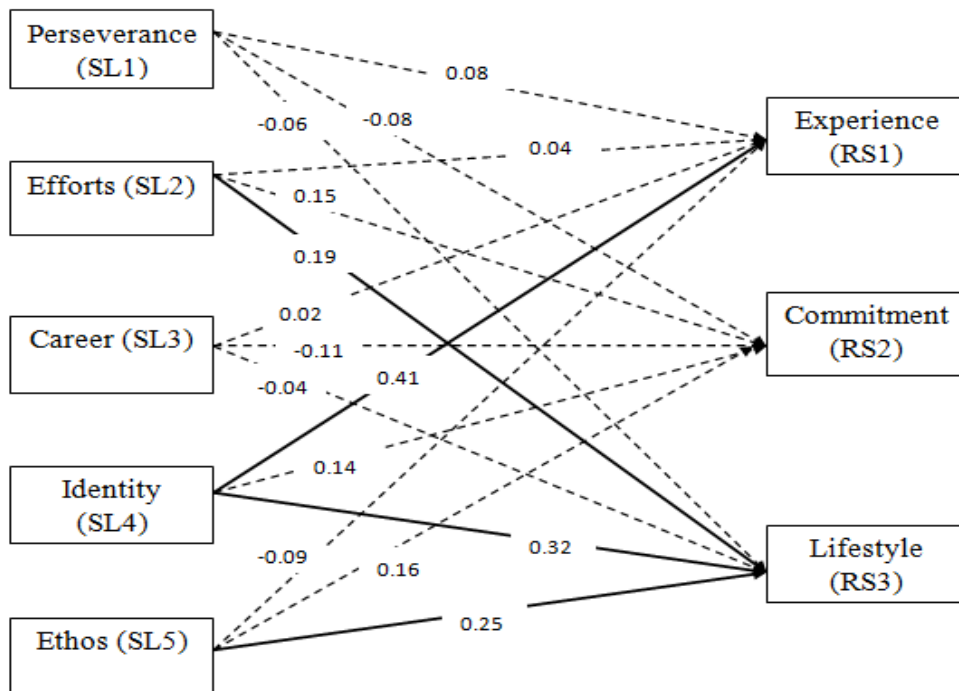 Perseverance
(SL1)
0.08
-0.06
-0.08
Experience
(RS1)
0.04
Efforts (SL2)
0.15
0.19
0.02
Career (SL3)
-0.11
Commitment
(RS2)
-0.04
0.41
0.14
Identity
(SL4)
0.32
Lifestyle
(RS3)
-0.09
0.16
0.25
Ethos (SL5)